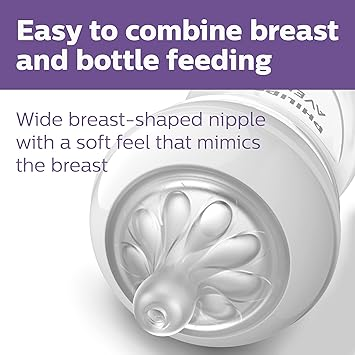 Easy to combine breast
and bottle feeding
Wide breast-shaped nipple
with a soft feel that mimics
the breast